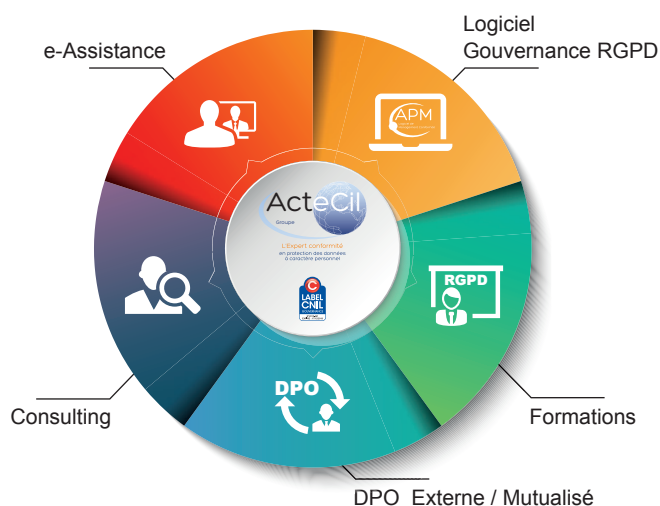 Logiciel
Gouvernance RGPD
e-Assistance
APM
ActeCil
Groupe
L'Expert conformité
en protection des données
à caractère personnel
C
LABEL
CNIL
GOUVERNANCE
RGPD
DPO
Consulting
Formations
DPO Externe / Mutualisé